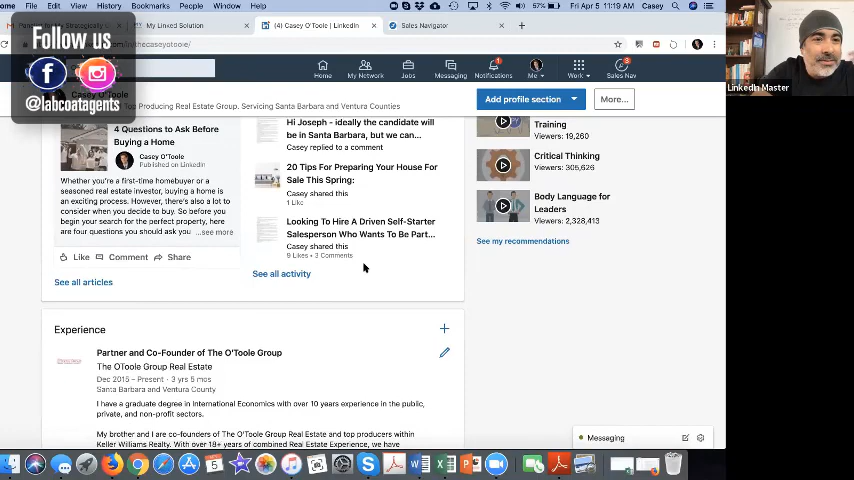 ome File Edit View History Bookmarks People Window Help
57% Fri Apr 5 11:19 AM Casey
My Linked Solution
(4) Casey O'Toole | LinkedIn
Sales Navigator
Follow us
@labcoatagents
Home My Network Jobs Messaging Notifications Me Work Sales Nav
Casey O'Toole
Top Producing Real Estate Group. Servicing Santa Barbara and Ventura Counties
Add profile section
More...
4 Questions to Ask Before
Buying a Home
Casey O'Toole
Published on LinkedIn
Whether you're a first-time homebuyer or a
seasoned real estate investor, buying a home is
an exciting process. However, there's also a lot to
consider when you decide to buy. So before you
begin your search for the perfect property, here
are four questions you should ask you ...see more
Like Comment Share
See all articles
Hi Joseph - ideally the candidate will
be in Santa Barbara, but we can...
Casey replied to a comment
20 Tips For Preparing Your House For
Sale This Spring:
Casey shared this
1 Like
Looking To Hire A Driven Self-Starter
Salesperson Who Wants To Be Part...
Casey shared this
9 Likes • 3 Comments
See all activity
Training
Viewers: 19,260
Critical Thinking
Viewers: 305,626
Body Language for
Leaders
Viewers: 2,328,413
See my recommendations
Experience
Partner and Co-Founder of The O'Toole Group
The OToole Group Real Estate
Dec 2015 – Present · 3 yrs 5 mos
Santa Barbara and Ventura County
I have a graduate degree in International Economics with over 10 years experience in the public,
private, and non-profit sectors.
My brother and I are co-founders of The O'Toole Group Real Estate and top producers within
Keller Williams Realty. With over 18+ years of combined Real Estate Experience, we have
Messaging
LinkedIn Master